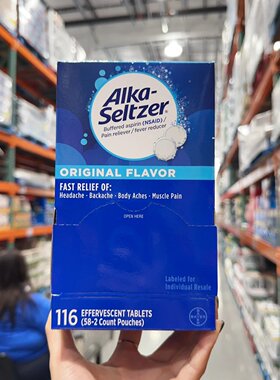 Alka-
Seltzer
Buffered aspirin (NSAID)/
Pain reliever/fever reducer
ORIGINAL FLAVOR
FAST RELIEF OF:
Headache • Backache • Body Aches • Muscle Pain
OPEN HERE
Labeled for
Individual Resale
116 EFFERVESCENT TABLETS
(58-2 Count Pouches)
BAYER